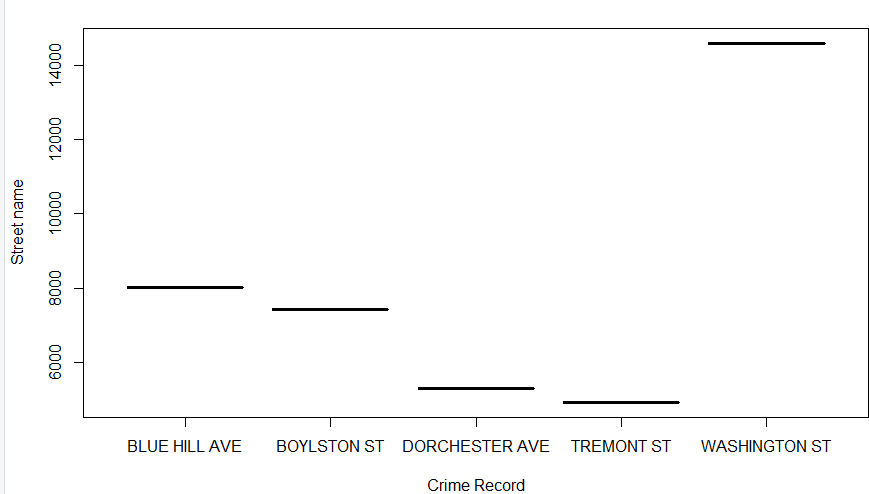 14000
12000
10000
8000
6000
Street name
BLUE HILL AVE BOYLSTON ST DORCHESTER AVE TREMONT ST WASHINGTON ST
Crime Record